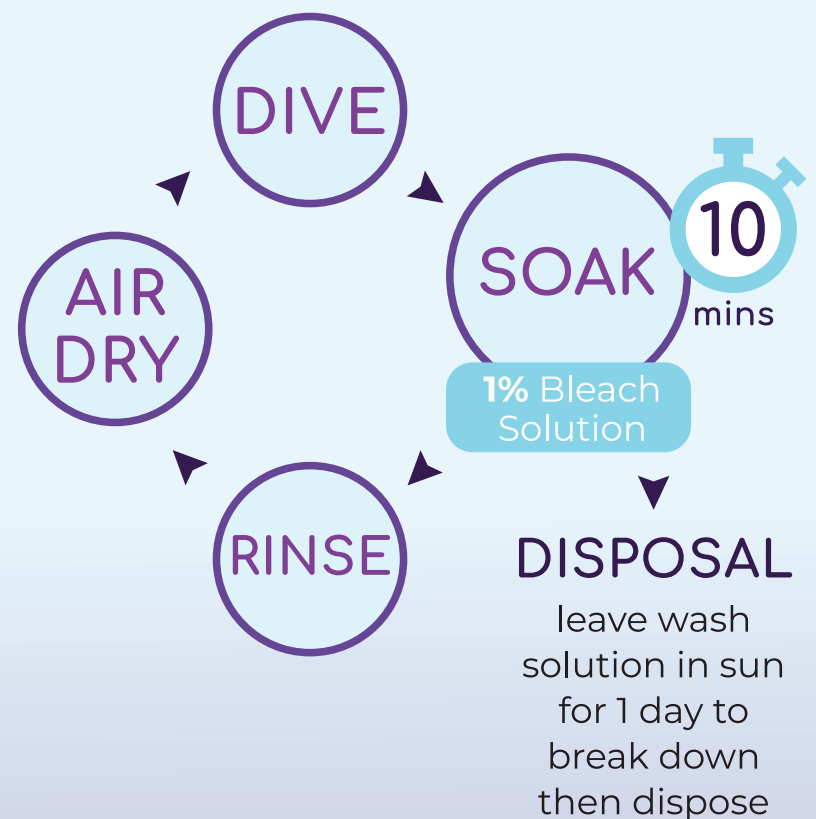 DIVE
SOAK
10
mins
1% Bleach
Solution
AIR
DRY
RINSE
DISPOSAL
leave wash
solution in sun
for 1 day to
break down
then dispose